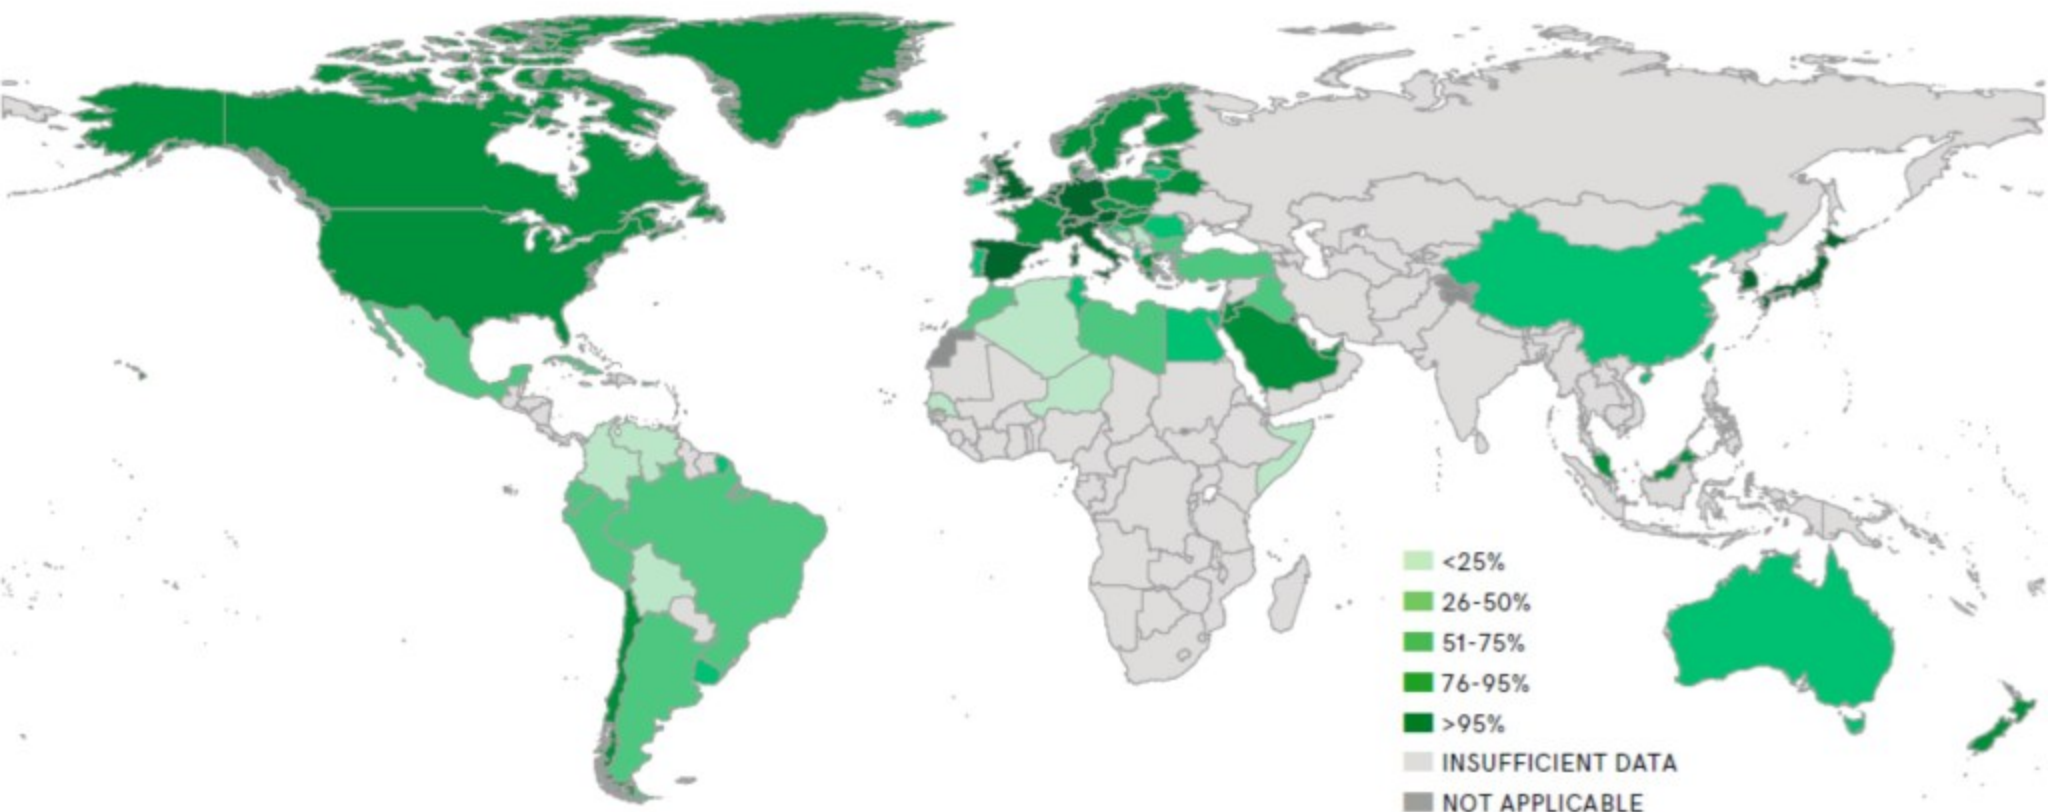 <25%
26-50%
51-75%
76-95%
>95%
INSUFFICIENT DATA
NOT APPLICABLE